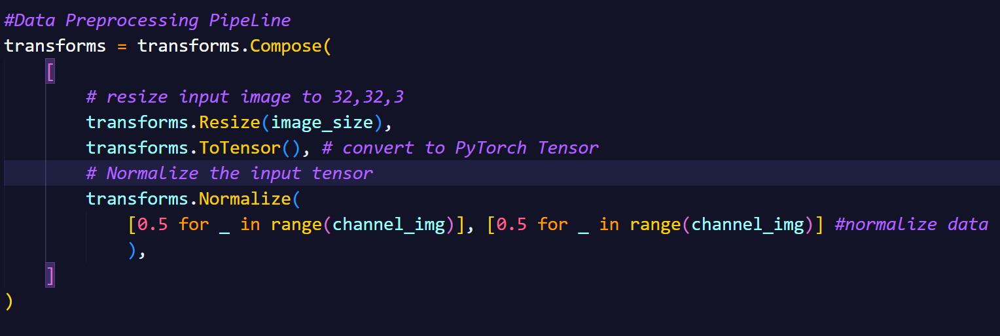 #Data Preprocessing PipeLine
transforms = transforms.Compose(
    [
        # resize input image to 32,32,3
        transforms.Resize(image_size),
        transforms.ToTensor(), # convert to PyTorch Tensor
        # Normalize the input tensor
        transforms.Normalize(
            [0.5 for _ in range(channel_img)], [0.5 for _ in range(channel_img)] #normalize data
            ),
    ]
)